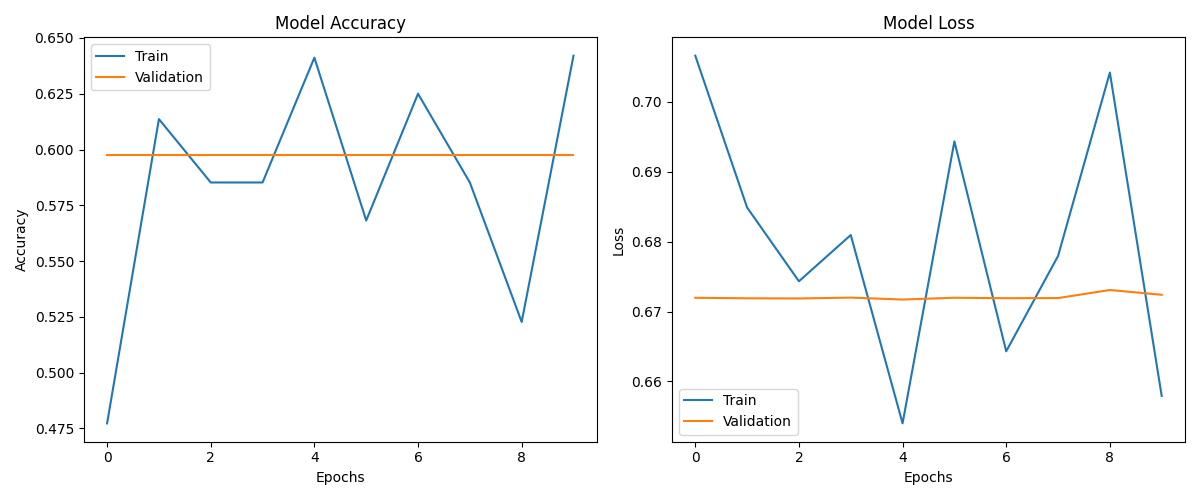 Model Accuracy
0.650
0.625
0.600
0.575
0.550
0.525
0.500
0.475
Accuracy
Train
Validation
0 2 4 6 8
Epochs
Model Loss
0.70
0.69
0.68
0.67
0.66
Loss
Train
Validation
0 2 4 6 8
Epochs